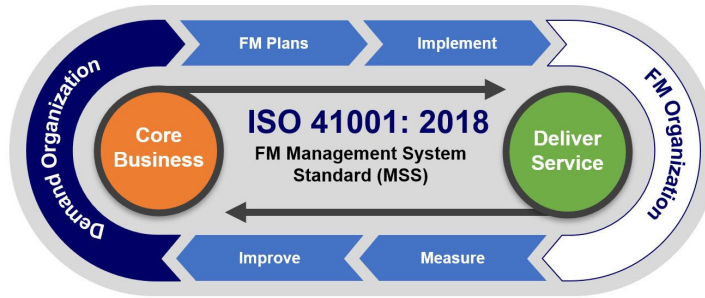 FM Plans
Implement
Demand Organization
Core
Business
ISO 41001: 2018
FM Management System
Standard (MSS)
Deliver
Service
FM Organization
Improve
Measure